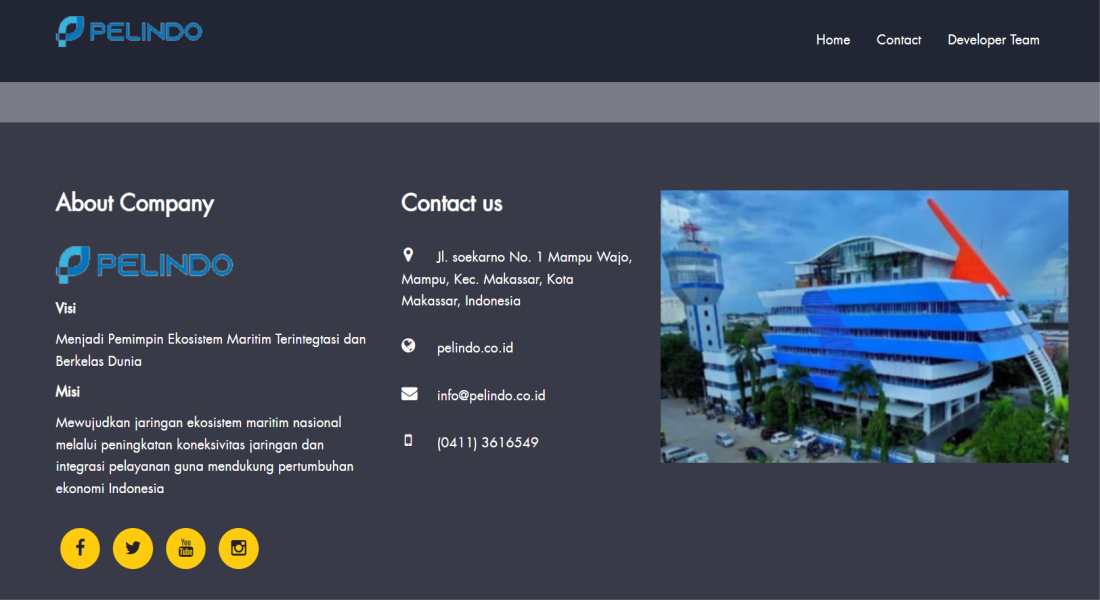 PELINDO
Home Contact Developer Team
About Company
PELINDO
Visi
Menjadi Pemimpin Ekosistem Maritim Terintegtasi dan
Berkelas Dunia
Misi
Mewujudkan jaringan ekosistem maritim nasional
melalui peningkatan koneksivitas jaringan dan
integrasi pelayanan guna mendukung pertumbuhan
ekonomi Indonesia
You
Tube
Contact us
Jl. soekarno No. 1 Mampu Wajo,
Mampu, Kec. Makassar, Kota
Makassar, Indonesia
pelindo.co.id
info@pelindo.co.id
(0411) 3616549